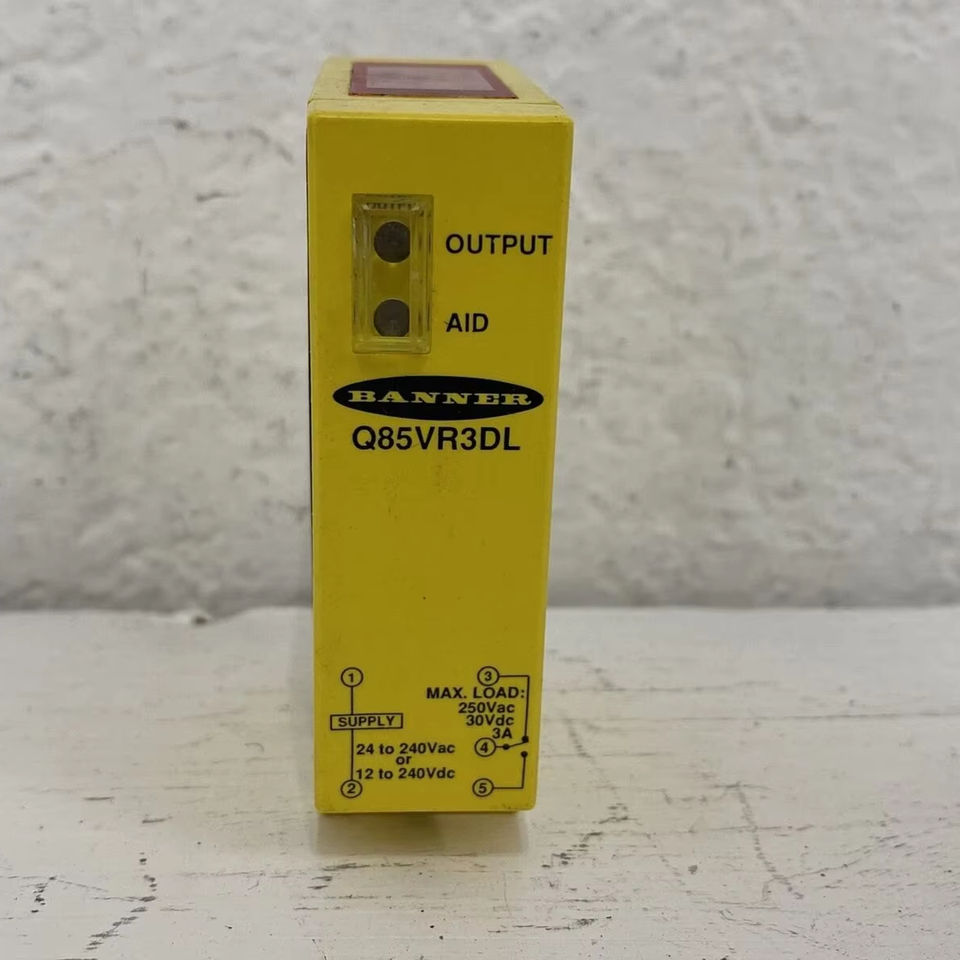 OUTPUT
AID
BANNER
Q85VR3DL
1
3
MAX. LOAD:
250Vac
SUPPLY
30Vdc
3A
24 to 240Vac
4
or
12 to 240Vdc
2
5